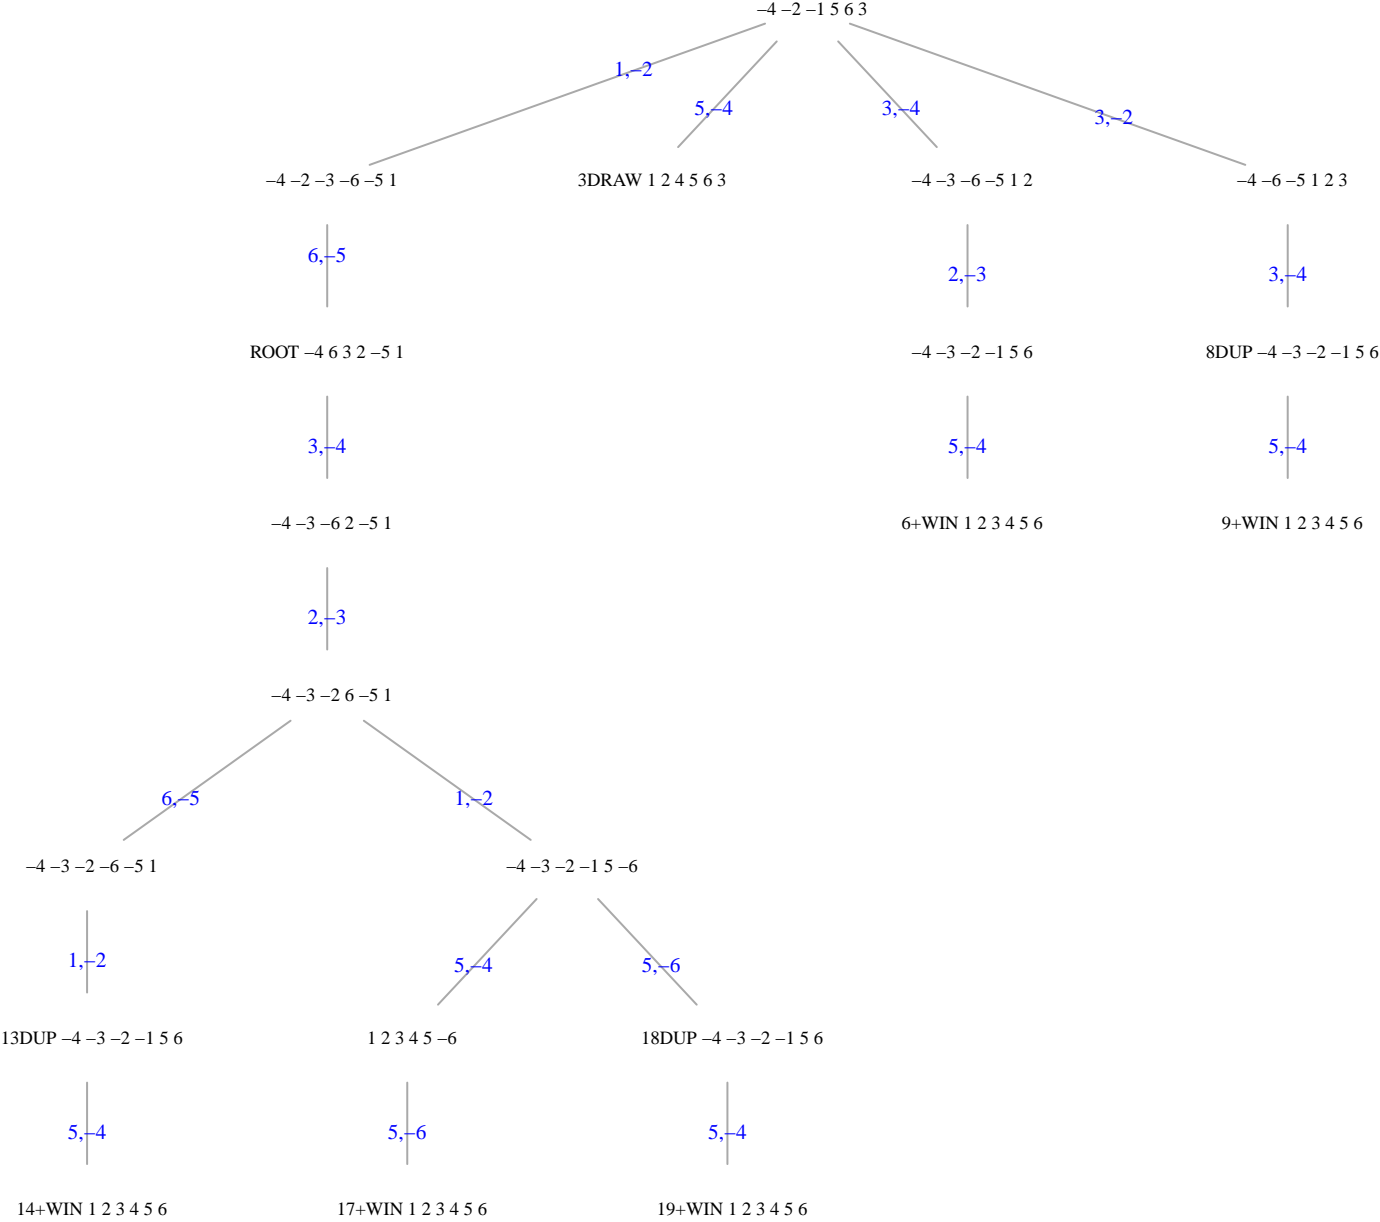 –4 –2 –1 5 6 3
1,–2
5,–4
3,–4
3,–2
–4 –2 –3 –6 –5 1
3DRAW 1 2 4 5 6 3
–4 –3 –6 –5 1 2
–4 –6 –5 1 2 3
6,–5
2,–3
3,–4
ROOT –4 6 3 2 –5 1
–4 –3 –2 –1 5 6
8DUP –4 –3 –2 –1 5 6
3,–4
5,–4
5,–4
–4 –3 –6 2 –5 1
6+WIN 1 2 3 4 5 6
9+WIN 1 2 3 4 5 6
2,–3
–4 –3 –2 6 –5 1
6,–5
1,–2
–4 –3 –2 –6 –5 1
–4 –3 –2 –1 5 –6
1,–2
5,–4
5,–6
13DUP –4 –3 –2 –1 5 6
1 2 3 4 5 –6
18DUP –4 –3 –2 –1 5 6
5,–4
5,–6
5,–4
14+WIN 1 2 3 4 5 6
17+WIN 1 2 3 4 5 6
19+WIN 1 2 3 4 5 6